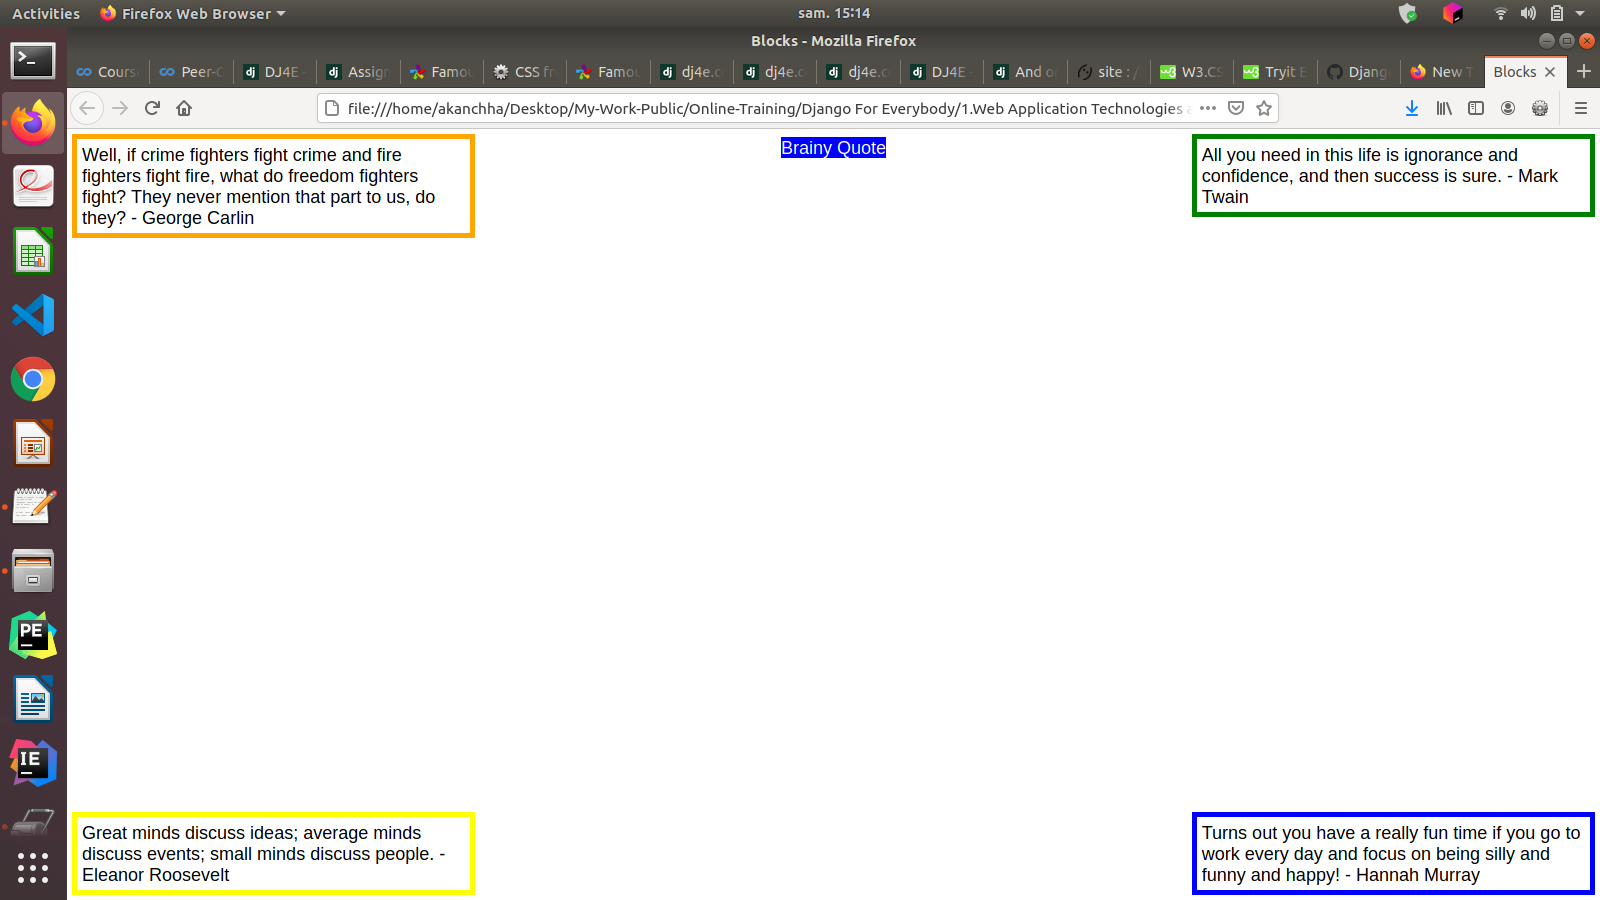 Activities
Firefox Web Browser
sam. 15:14
Blocks - Mozilla Firefox
Cours
Peer-
DJ4E
Assign
Famou
CSS fr
Famou
dj4e.c
dj4e.c
dj4e.c
DJ4E
And o
site : /
W3.CS
Tryit E
Djang
New T
Blocks
file:///home/akanchha/Desktop/My-Work-Public/Online-Training/Django For Everybody/1.Web Application Technologies a
Well, if crime fighters fight crime and fire
fighters fight fire, what do freedom fighters
fight? They never mention that part to us, do
they? - George Carlin
Brainy Quote
All you need in this life is ignorance and
confidence, and then success is sure. - Mark
Twain
PE
IE
Great minds discuss ideas; average minds
discuss events; small minds discuss people. -
Eleanor Roosevelt
Turns out you have a really fun time if you go to
work every day and focus on being silly and
funny and happy! - Hannah Murray